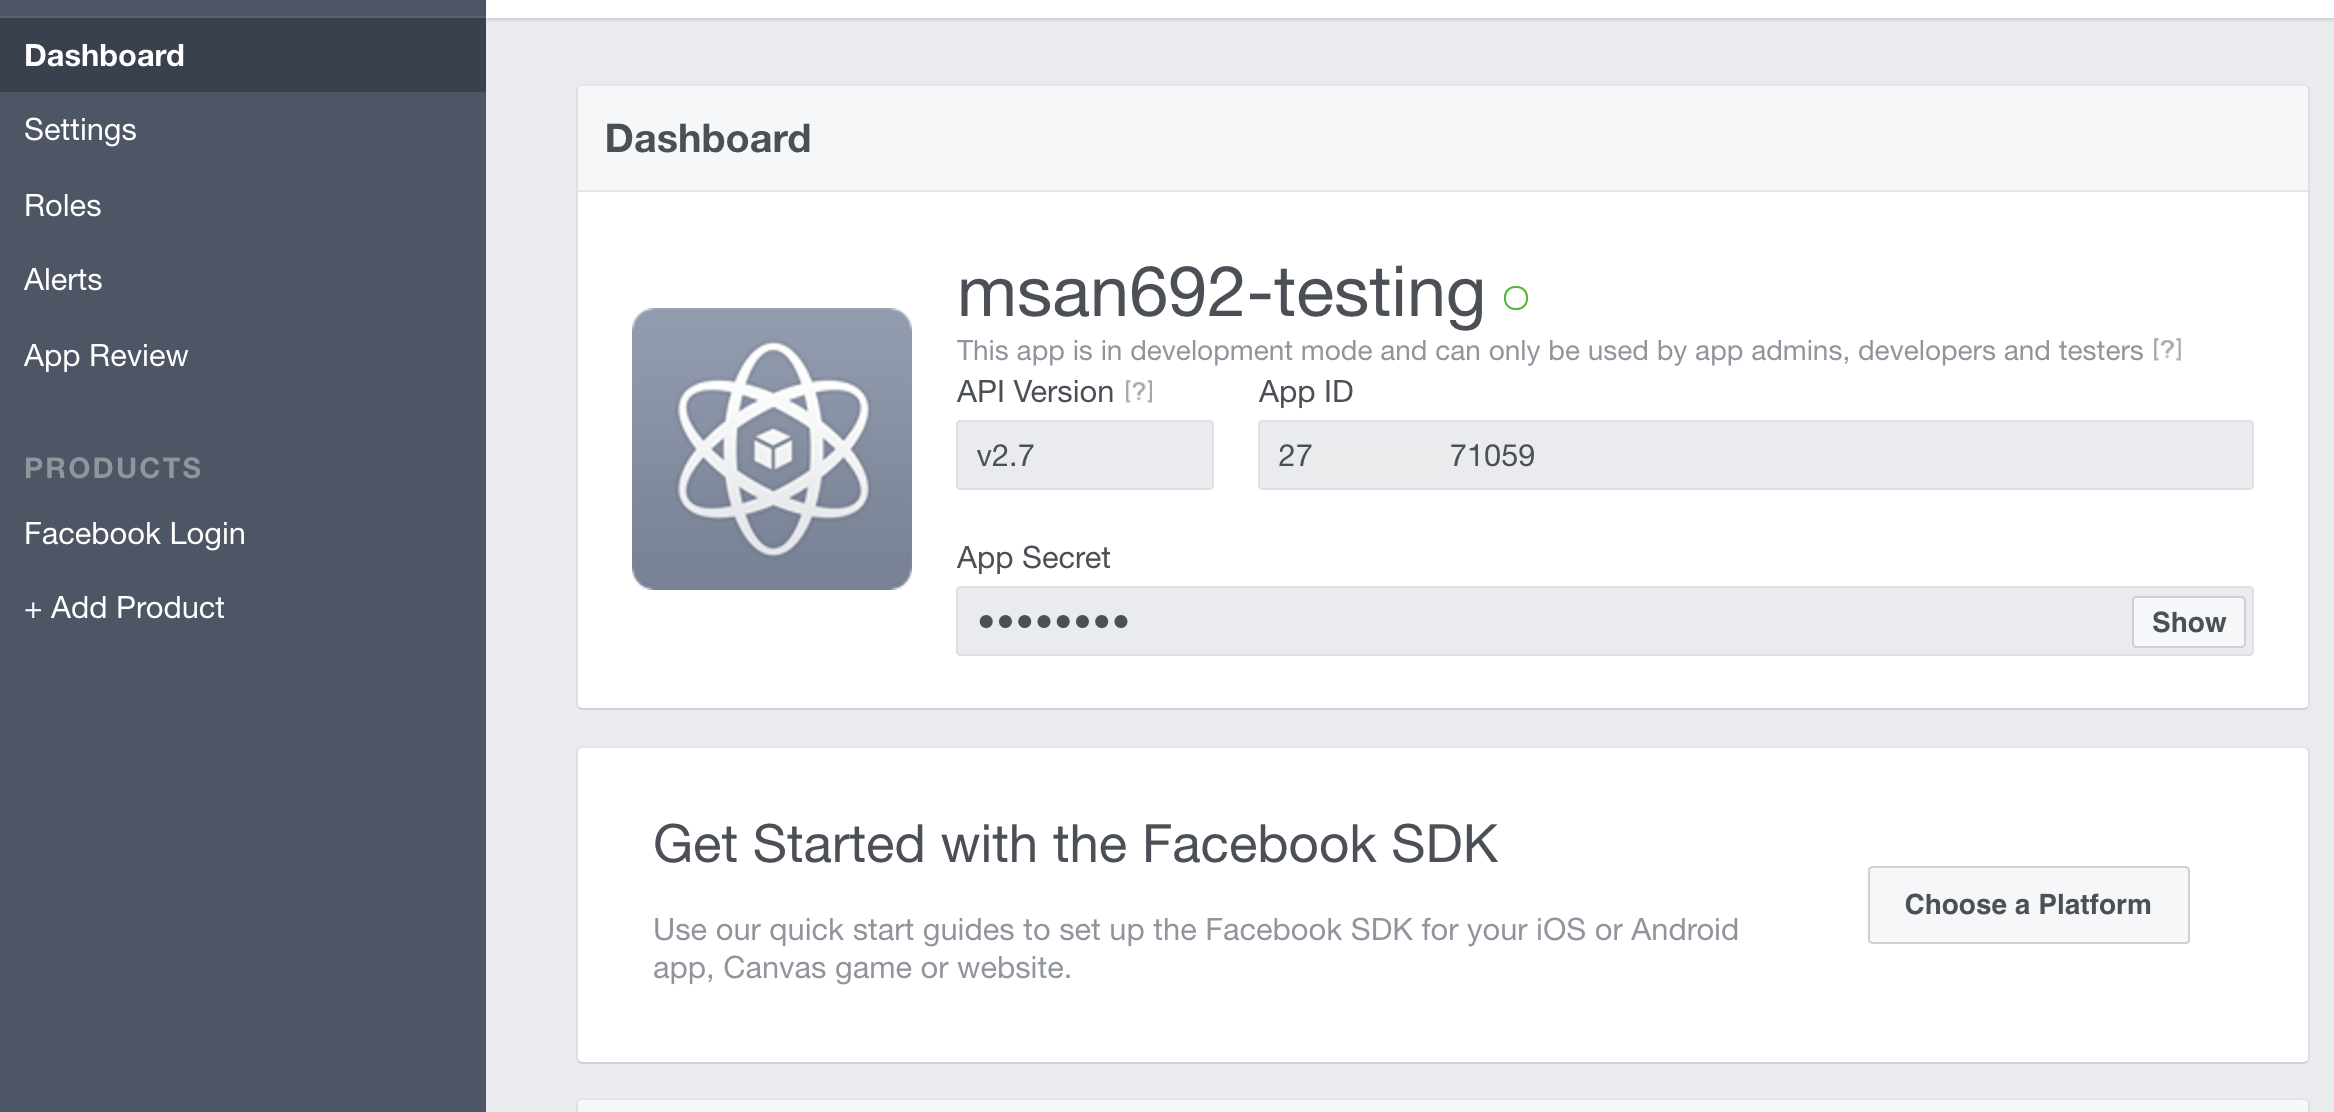 Dashboard
Settings
Roles
Alerts
App Review
PRODUCTS
Facebook Login
+ Add Product
Dashboard
msan692-testing
This app is in development mode and can only be used by app admins, developers and testers [?]
API Version [?]
App ID
v2.7
27 71059
App Secret
••••••••
Show
Get Started with the Facebook SDK
Use our quick start guides to set up the Facebook SDK for your iOS or Android
app, Canvas game or website.
Choose a Platform